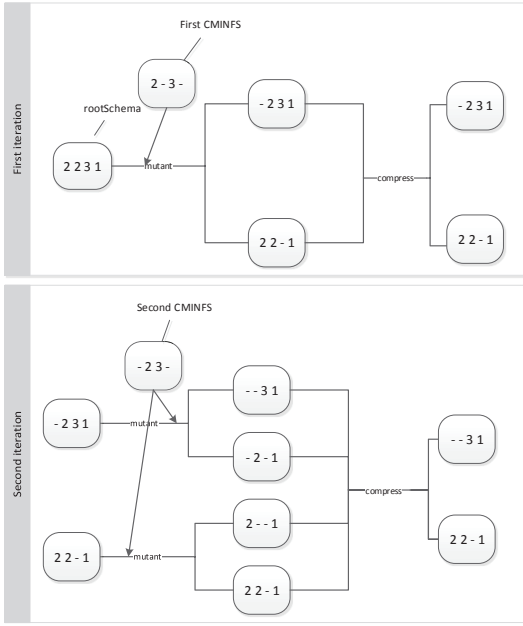 First iteration
First CMINFS
2 - 3 -
rootSchema
2 2 3 1
mutant
- 2 3 1
2 2 - 1
compress
- 2 3 1
2 2 - 1
Second iteration
Second CMINFS
- 2 3 -
- 2 3 1
mutant
- - 3 1
- 2 - 1
2 2 - 1
mutant
2 - - 1
2 2 - 1
compress
- - 3 1
2 2 - 1